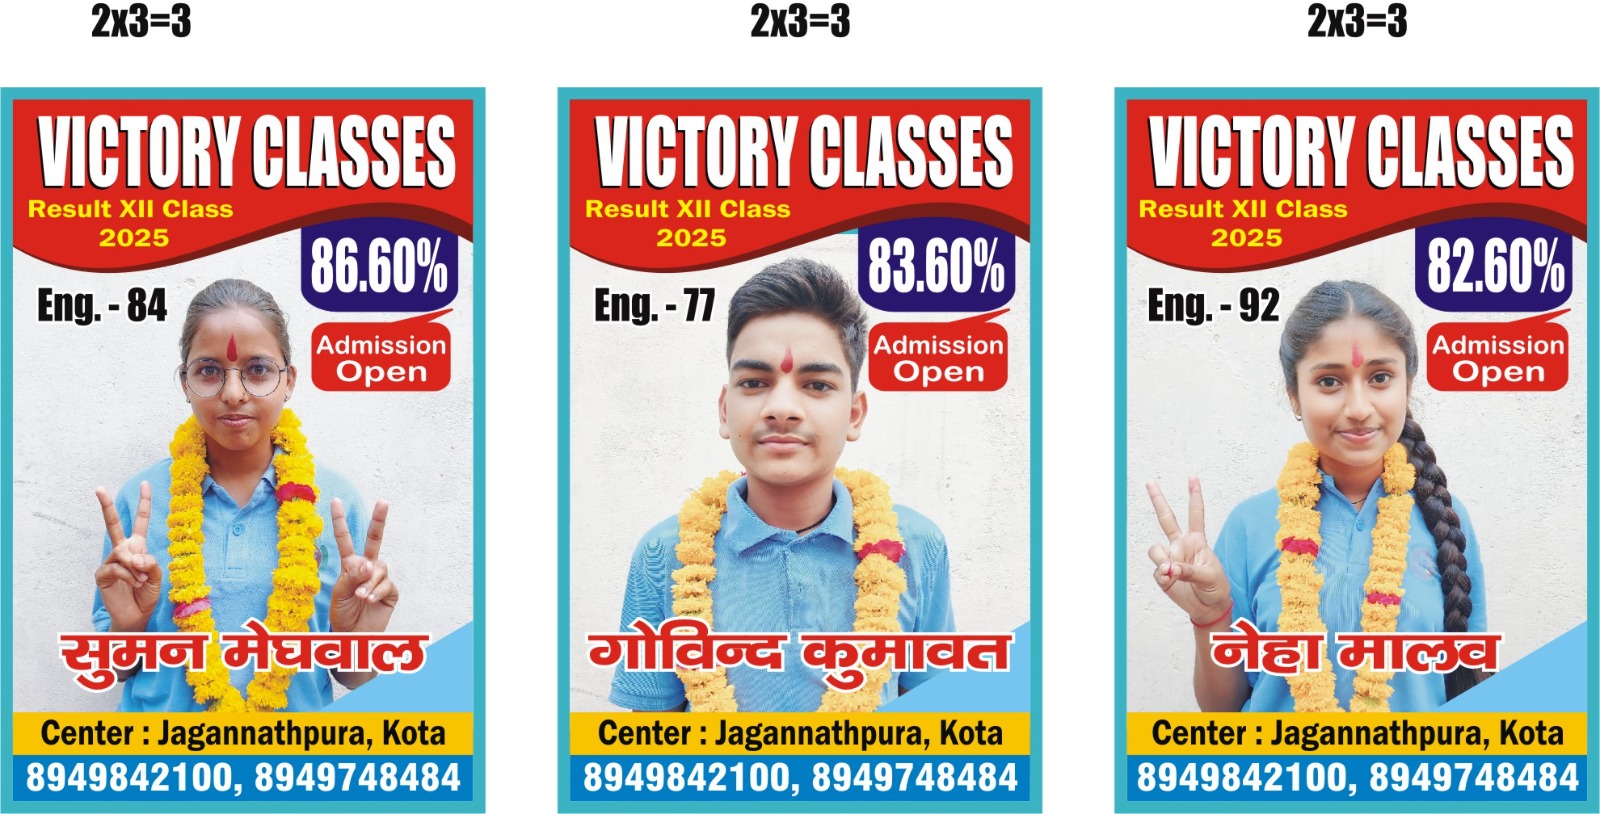 2x3=3
VICTORY CLASSES
Result XII Class
2025
86.60%
Eng. - 84
Admission
Open
सुमन मेघवाल
Center : Jagannathpura, Kota
8949842100, 8949748484
2x3=3
VICTORY CLASSES
Result XII Class
2025
83.60%
Eng. - 77
Admission
Open
गोविन्द कुमावत
Center : Jagannathpura, Kota
8949842100, 8949748484
2x3=3
VICTORY CLASSES
Result XII Class
2025
82.60%
Eng. - 92
Admission
Open
नेहा मालव
Center : Jagannathpura, Kota
8949842100, 8949748484